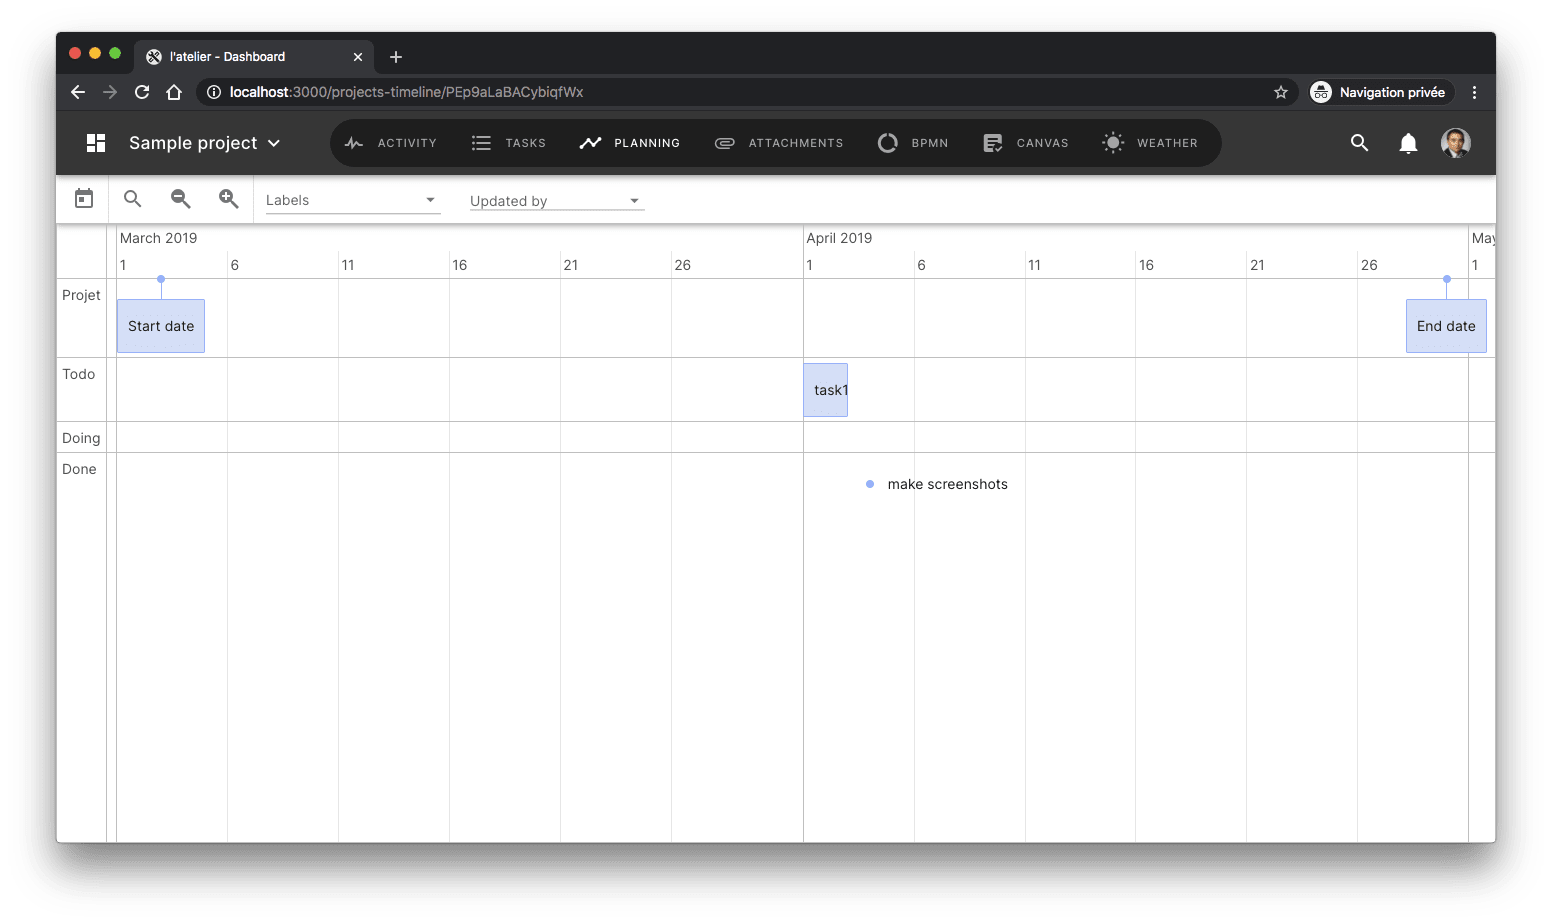 l'atelier - Dashboard
localhost:3000/projects-timeline/PEp9aLaBACybiqfWx
Navigation privée
Sample project
ACTIVITY TASKS PLANNING ATTACHMENTS BPMN CANVAS WEATHER
Labels Updated by
March 2019 April 2019 May
1 6 11 16 21 26 1 6 11 16 21 26 1
Projet
Start date End date
Todo
task1
Doing
Done
make screenshots